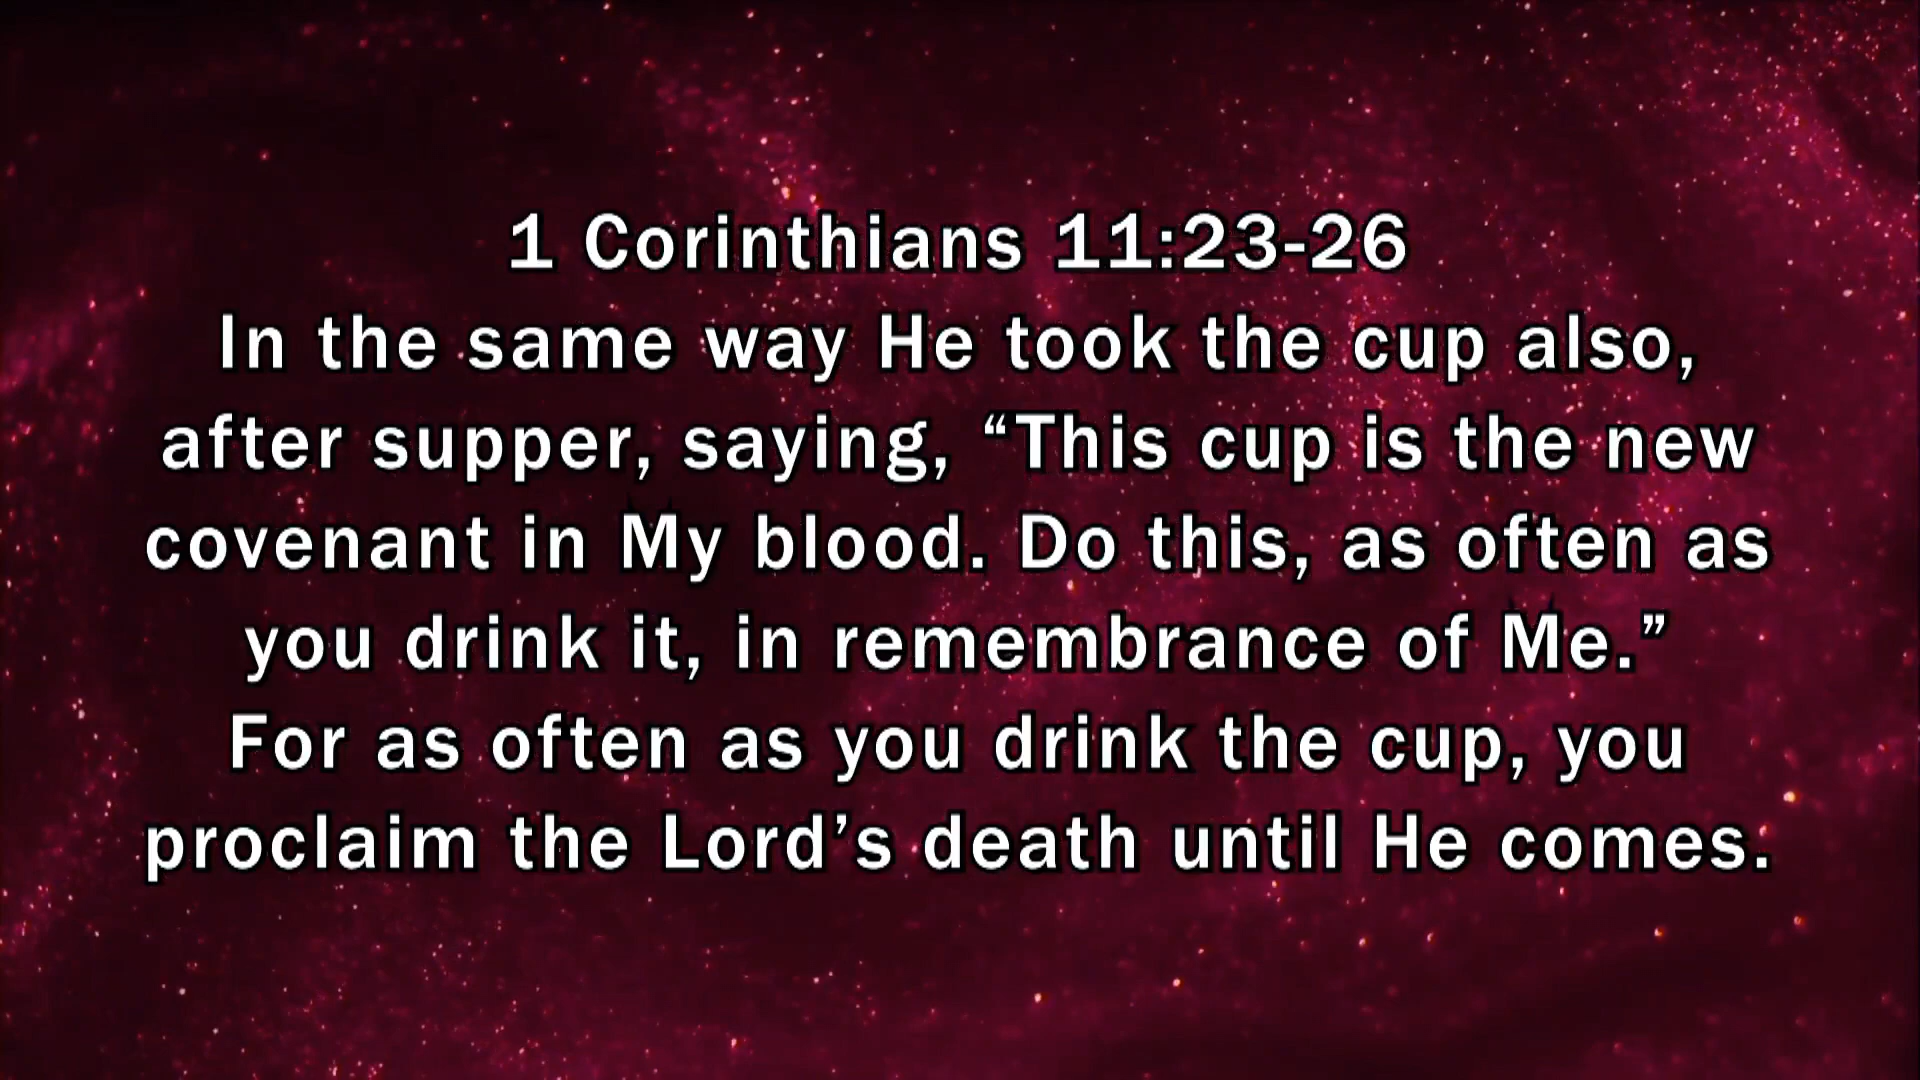 1 Corinthians 11:23-26
In the same way He took the cup also,
after supper, saying, “This cup is the new
covenant in My blood. Do this, as often as
you drink it, in remembrance of Me.”
For as often as you drink the cup, you
proclaim the Lord’s death until He comes.